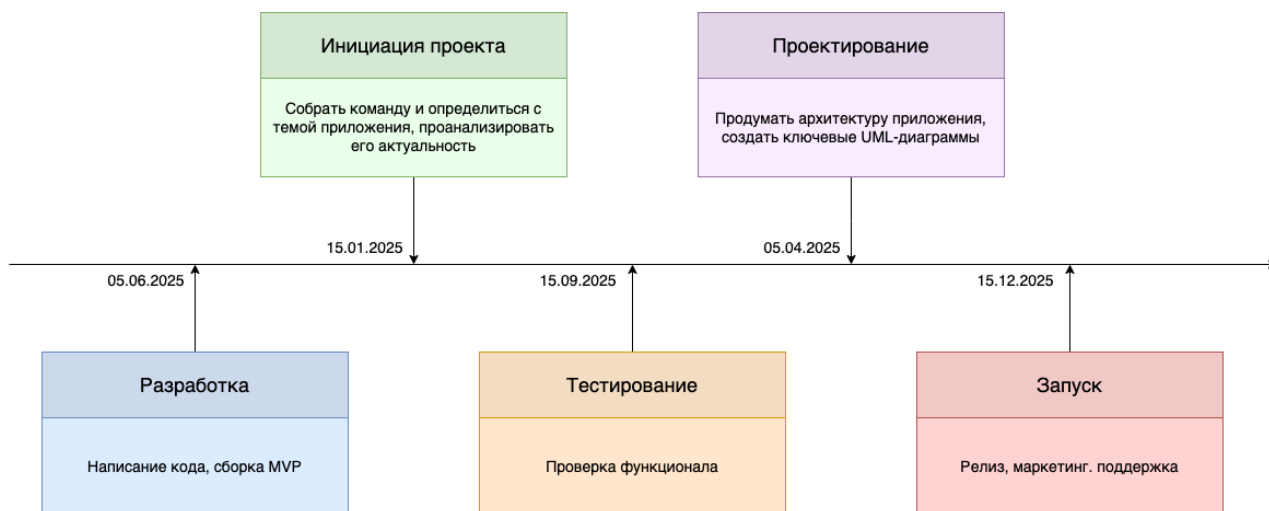 Инициация проекта
Собрать команду и определиться с
темой приложения, проанализировать
его актуальность
Проектирование
Продумать архитектуру приложения,
создать ключевые UML-диаграммы
15.01.2025
05.04.2025
05.06.2025
15.09.2025
15.12.2025
Разработка
Написание кода, сборка MVP
Тестирование
Проверка функционала
Запуск
Релиз, маркетинг. поддержка